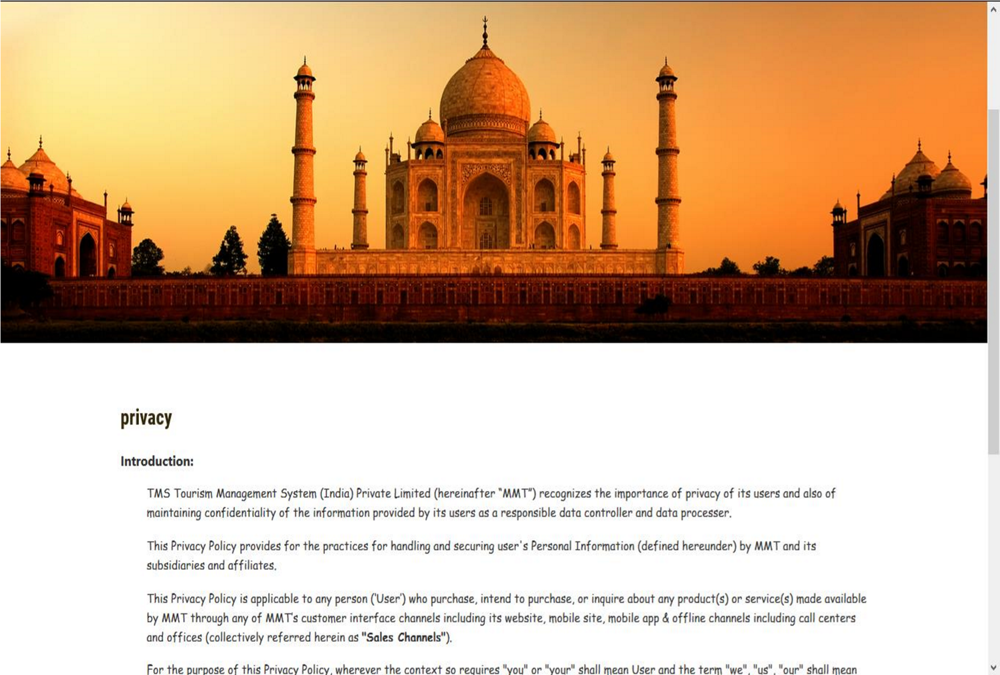 privacy
Introduction:
TMS Tourism Management System (India) Private Limited (hereinafter “MMT”) recognizes the importance of privacy of its users and also of
maintaining confidentiality of the information provided by its users as a responsible data controller and data processer.
This Privacy Policy provides for the practices for handling and securing user's Personal Information (defined hereunder) by MMT and its
subsidiaries and affiliates.
This Privacy Policy is applicable to any person (‘User’) who purchase, intend to purchase, or inquire about any product(s) or service(s) made available
by MMT through any of MMT’s customer interface channels including its website, mobile site, mobile app & offline channels including call centers
and offices (collectively referred herein as "Sales Channels").
For the purpose of this Privacy Policy, wherever the context so requires "you" or "your" shall mean User and the term "we", "us", "our" shall mean